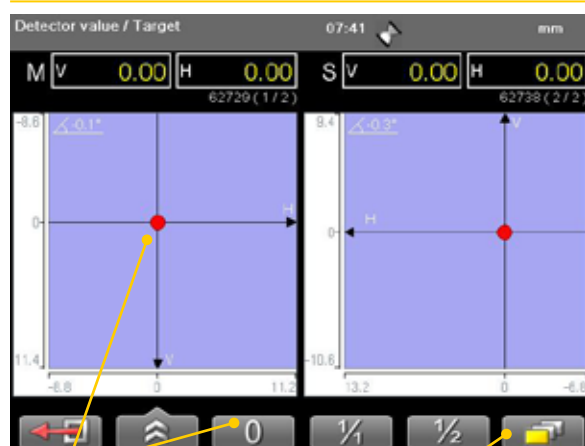 Detector value / Target 07:41 mm
M V 0.00 H 0.00 S V 0.00 H 0.00
62729 (1/2) 62738 (2/2)
-8.6 -0.1° 9.4 -0.3° V
H H
0 0
11.4 V -10.6
-8.8 0 11.2 13.2 0 -6.8
0 1/1 1/2